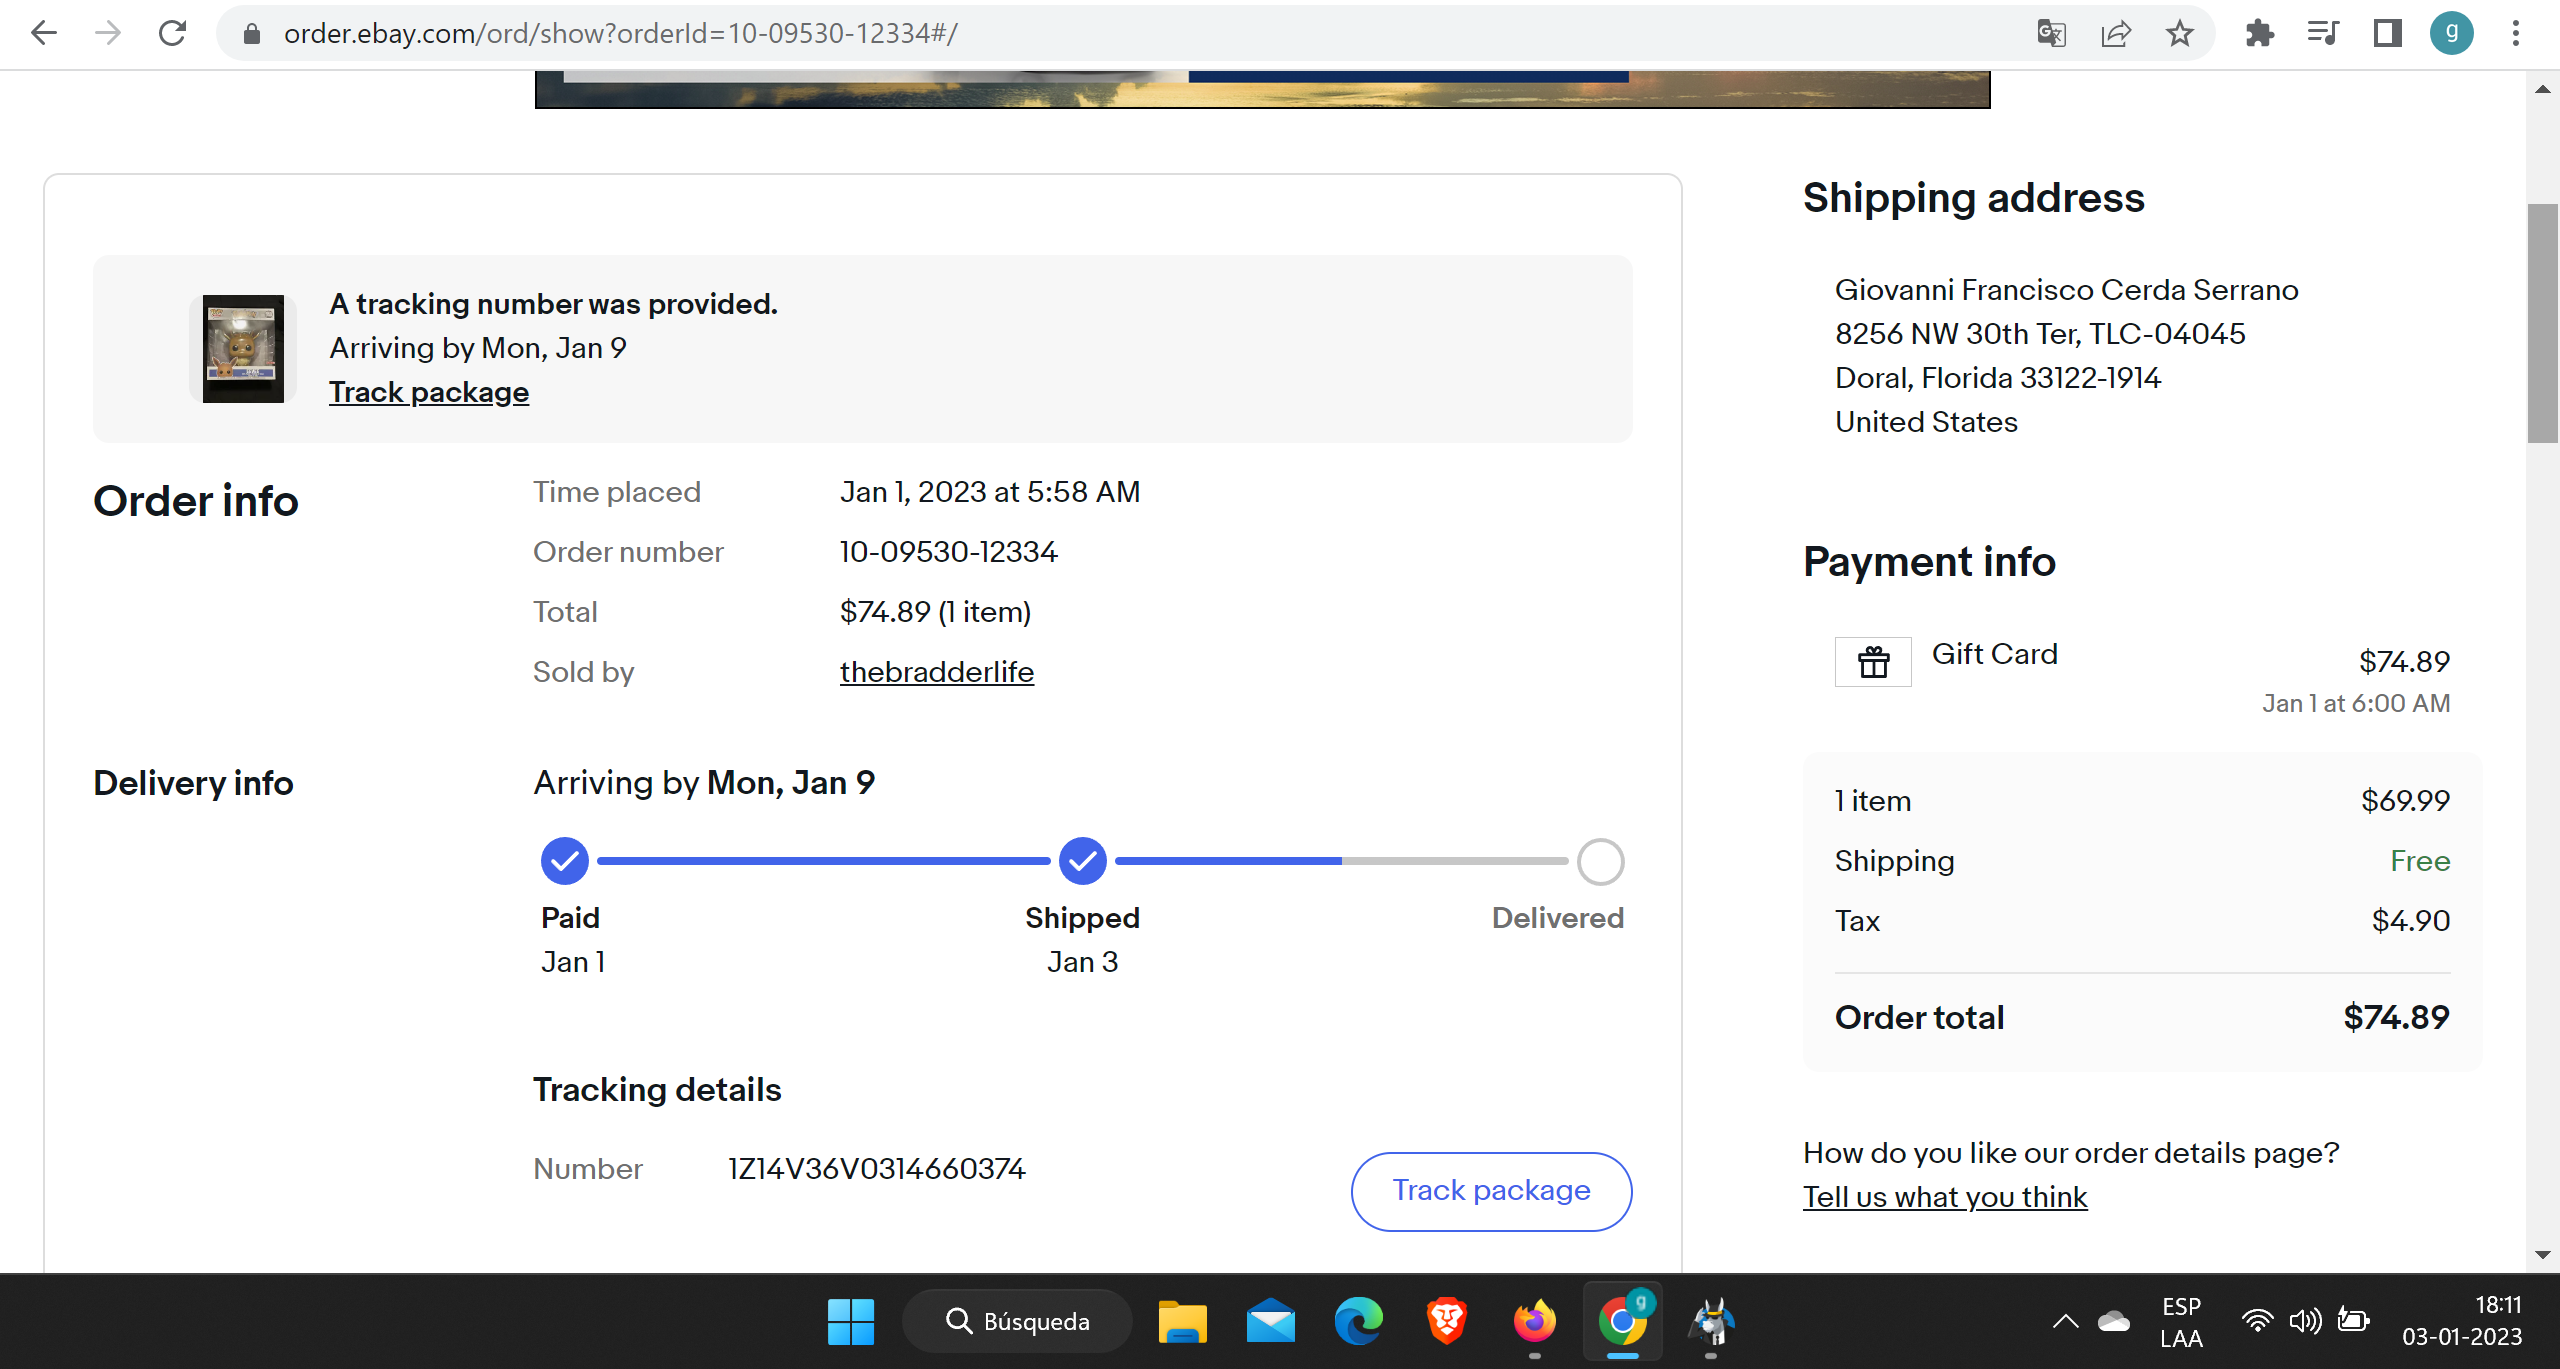 order.ebay.com/ord/show?orderId=10-09530-12334#/
g
A tracking number was provided.
Arriving by Mon, Jan 9
Track package
Order info
Time placed Jan 1, 2023 at 5:58 AM
Order number 10-09530-12334
Total $74.89 (1 item)
Sold by thebradderlife
Delivery info
Arriving by Mon, Jan 9
Paid
Jan 1
Shipped
Jan 3
Delivered
Tracking details
Number 1Z14V36V0314660374
Track package
Shipping address
Giovanni Francisco Cerda Serrano
8256 NW 30th Ter, TLC-04045
Doral, Florida 33122-1914
United States
Payment info
Gift Card $74.89
Jan 1 at 6:00 AM
1 item $69.99
Shipping Free
Tax $4.90
Order total $74.89
How do you like our order details page?
Tell us what you think
Búsqueda
g
ESP
LAA
18:11
03-01-2023